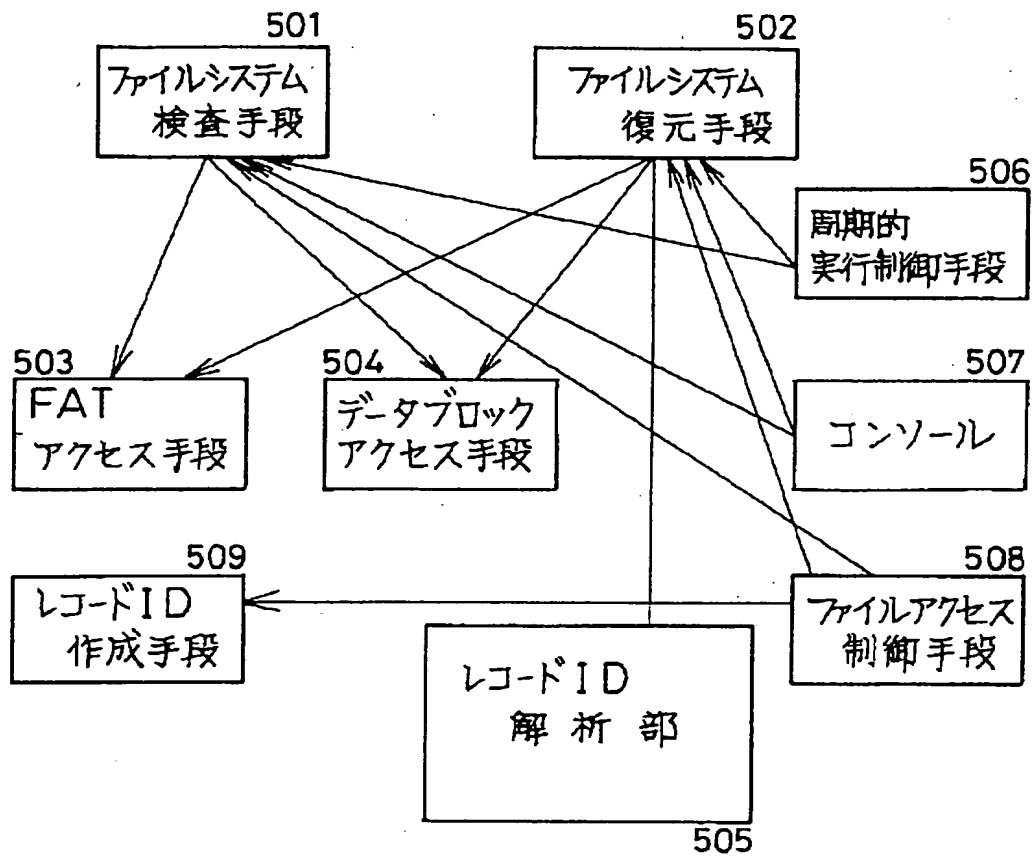 501
ファイルシステム
検査手段
502
ファイルシステム
復元手段
506
周期的
実行制御手段
503
FAT
アクセス手段
504
データブロック
アクセス手段
507
コンソール
509
レコードID
作成手段
508
ファイルアクセス
制御手段
レコードID
解析部
505